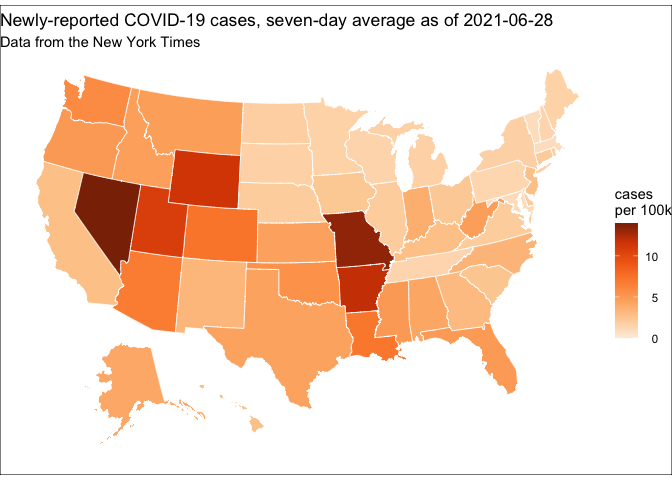 Newly-reported COVID-19 cases, seven-day average as of 2021-06-28
Data from the New York Times
cases
per 100k
10
5
0